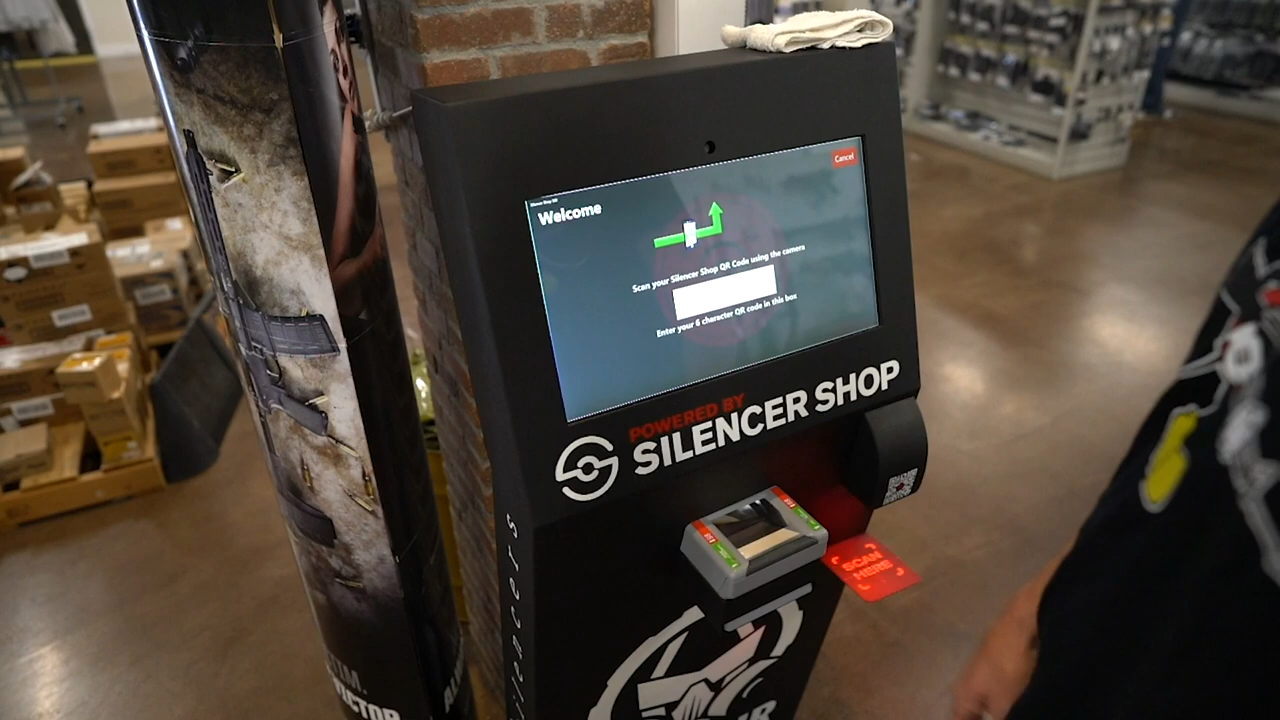 Welcome
Cancel
Scan your Silencer Shop QR Code using the camera
Enter your 6 character QR code in this box
POWERED BY
SILENCER SHOP
SCAN
HERE